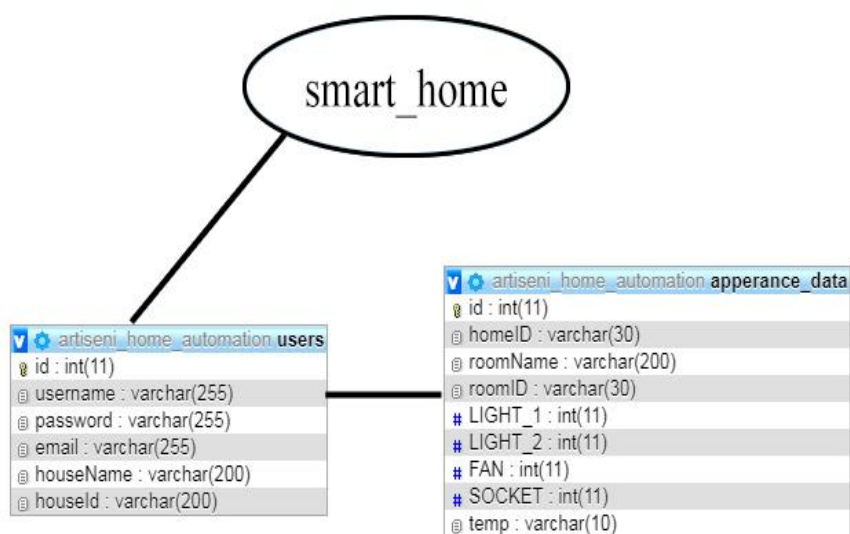 smart_home
artiseni_home_automation users
id : int(11)
username : varchar(255)
password : varchar(255)
email : varchar(255)
houseName : varchar(200)
houseId : varchar(200)
artiseni_home_automation apperance_data
id : int(11)
homeID : varchar(30)
roomName : varchar(200)
roomID : varchar(30)
# LIGHT_1 : int(11)
# LIGHT_2 : int(11)
# FAN : int(11)
# SOCKET : int(11)
temp : varchar(10)